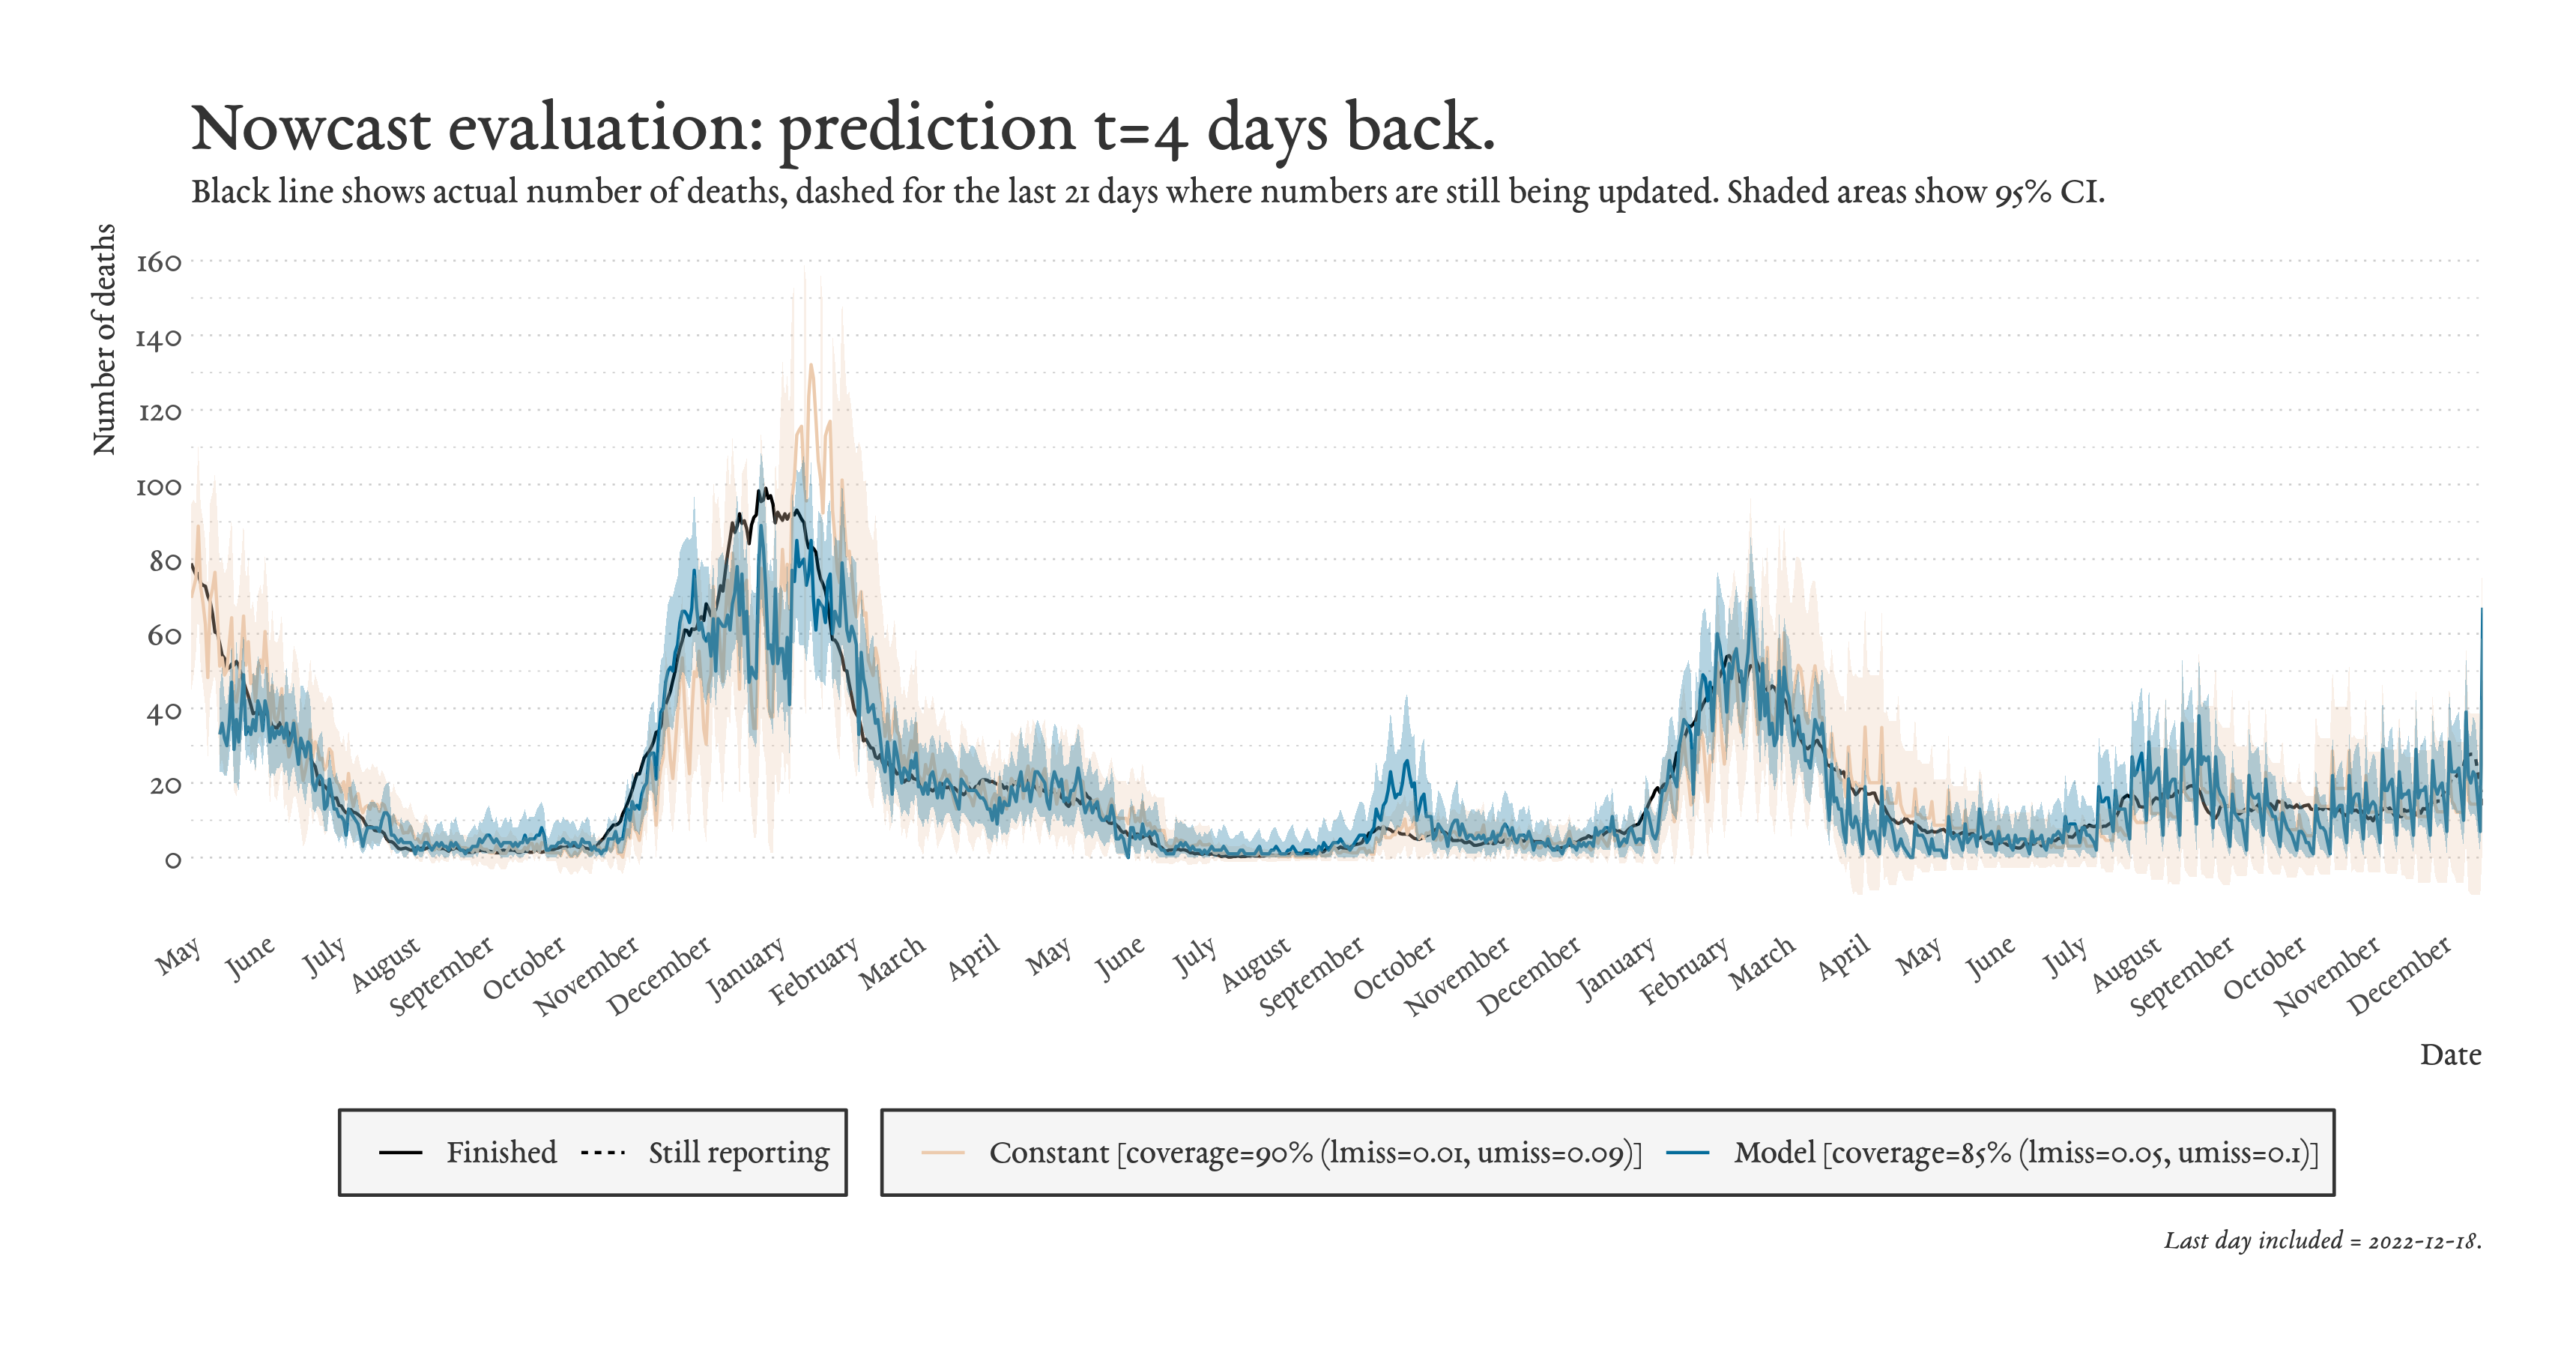 Nowcast evaluation: prediction t=4 days back.
Black line shows actual number of deaths, dashed for the last 21 days where numbers are still being updated. Shaded areas show 95% CI.
Number of deaths
160
140
120
100
80
60
40
20
0
May June July August September October November December January February March April May June July August September October November December January February March April May June July August September October November December
Date
Finished Still reporting Constant [coverage=90% (lmiss=0.01, umiss=0.09)] Model [coverage=85% (lmiss=0.05, umiss=0.1)]
Last day included = 2022-12-18.